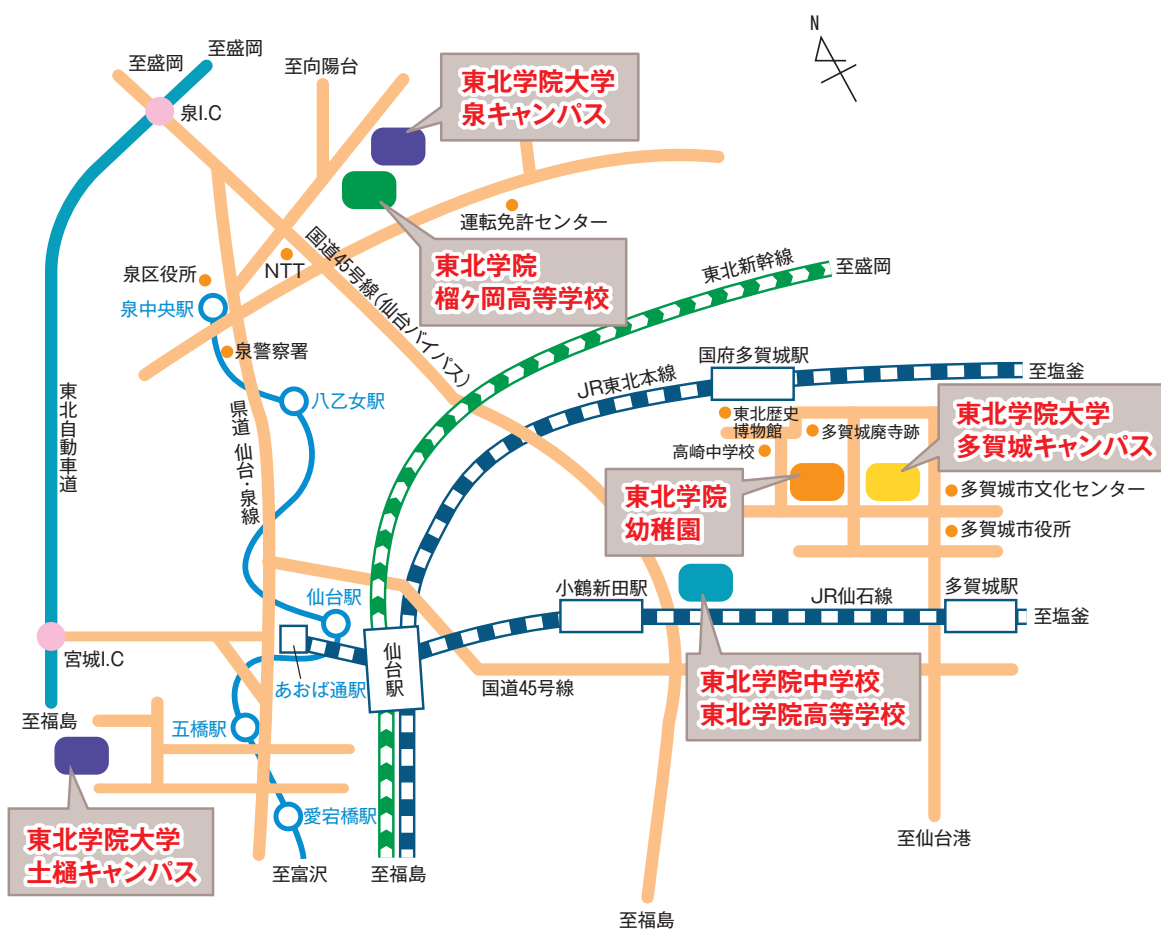 N
至盛岡
至盛岡
至向陽台
東北学院大学
泉キャンパス
泉I.C
運転免許センター
国道45号線(仙台バイパス)
NTT
東北学院
榴ヶ岡高等学校
泉区役所
泉中央駅
東北新幹線
至盛岡
泉警察署
国府多賀城駅
JR東北本線
至塩釜
東北自動車道
八乙女駅
県道 仙台・泉線
東北歴史
博物館
多賀城廃寺跡
高崎中学校
東北学院大学
多賀城キャンパス
東北学院
幼稚園
多賀城市文化センター
多賀城市役所
小鶴新田駅
JR仙石線
多賀城駅
至塩釜
仙台駅
仙台駅
宮城I.C
あおば通駅
国道45号線
東北学院中学校
東北学院高等学校
至福島
五橋駅
愛宕橋駅
東北学院大学
土樋キャンパス
至富沢
至福島
至仙台港
至福島